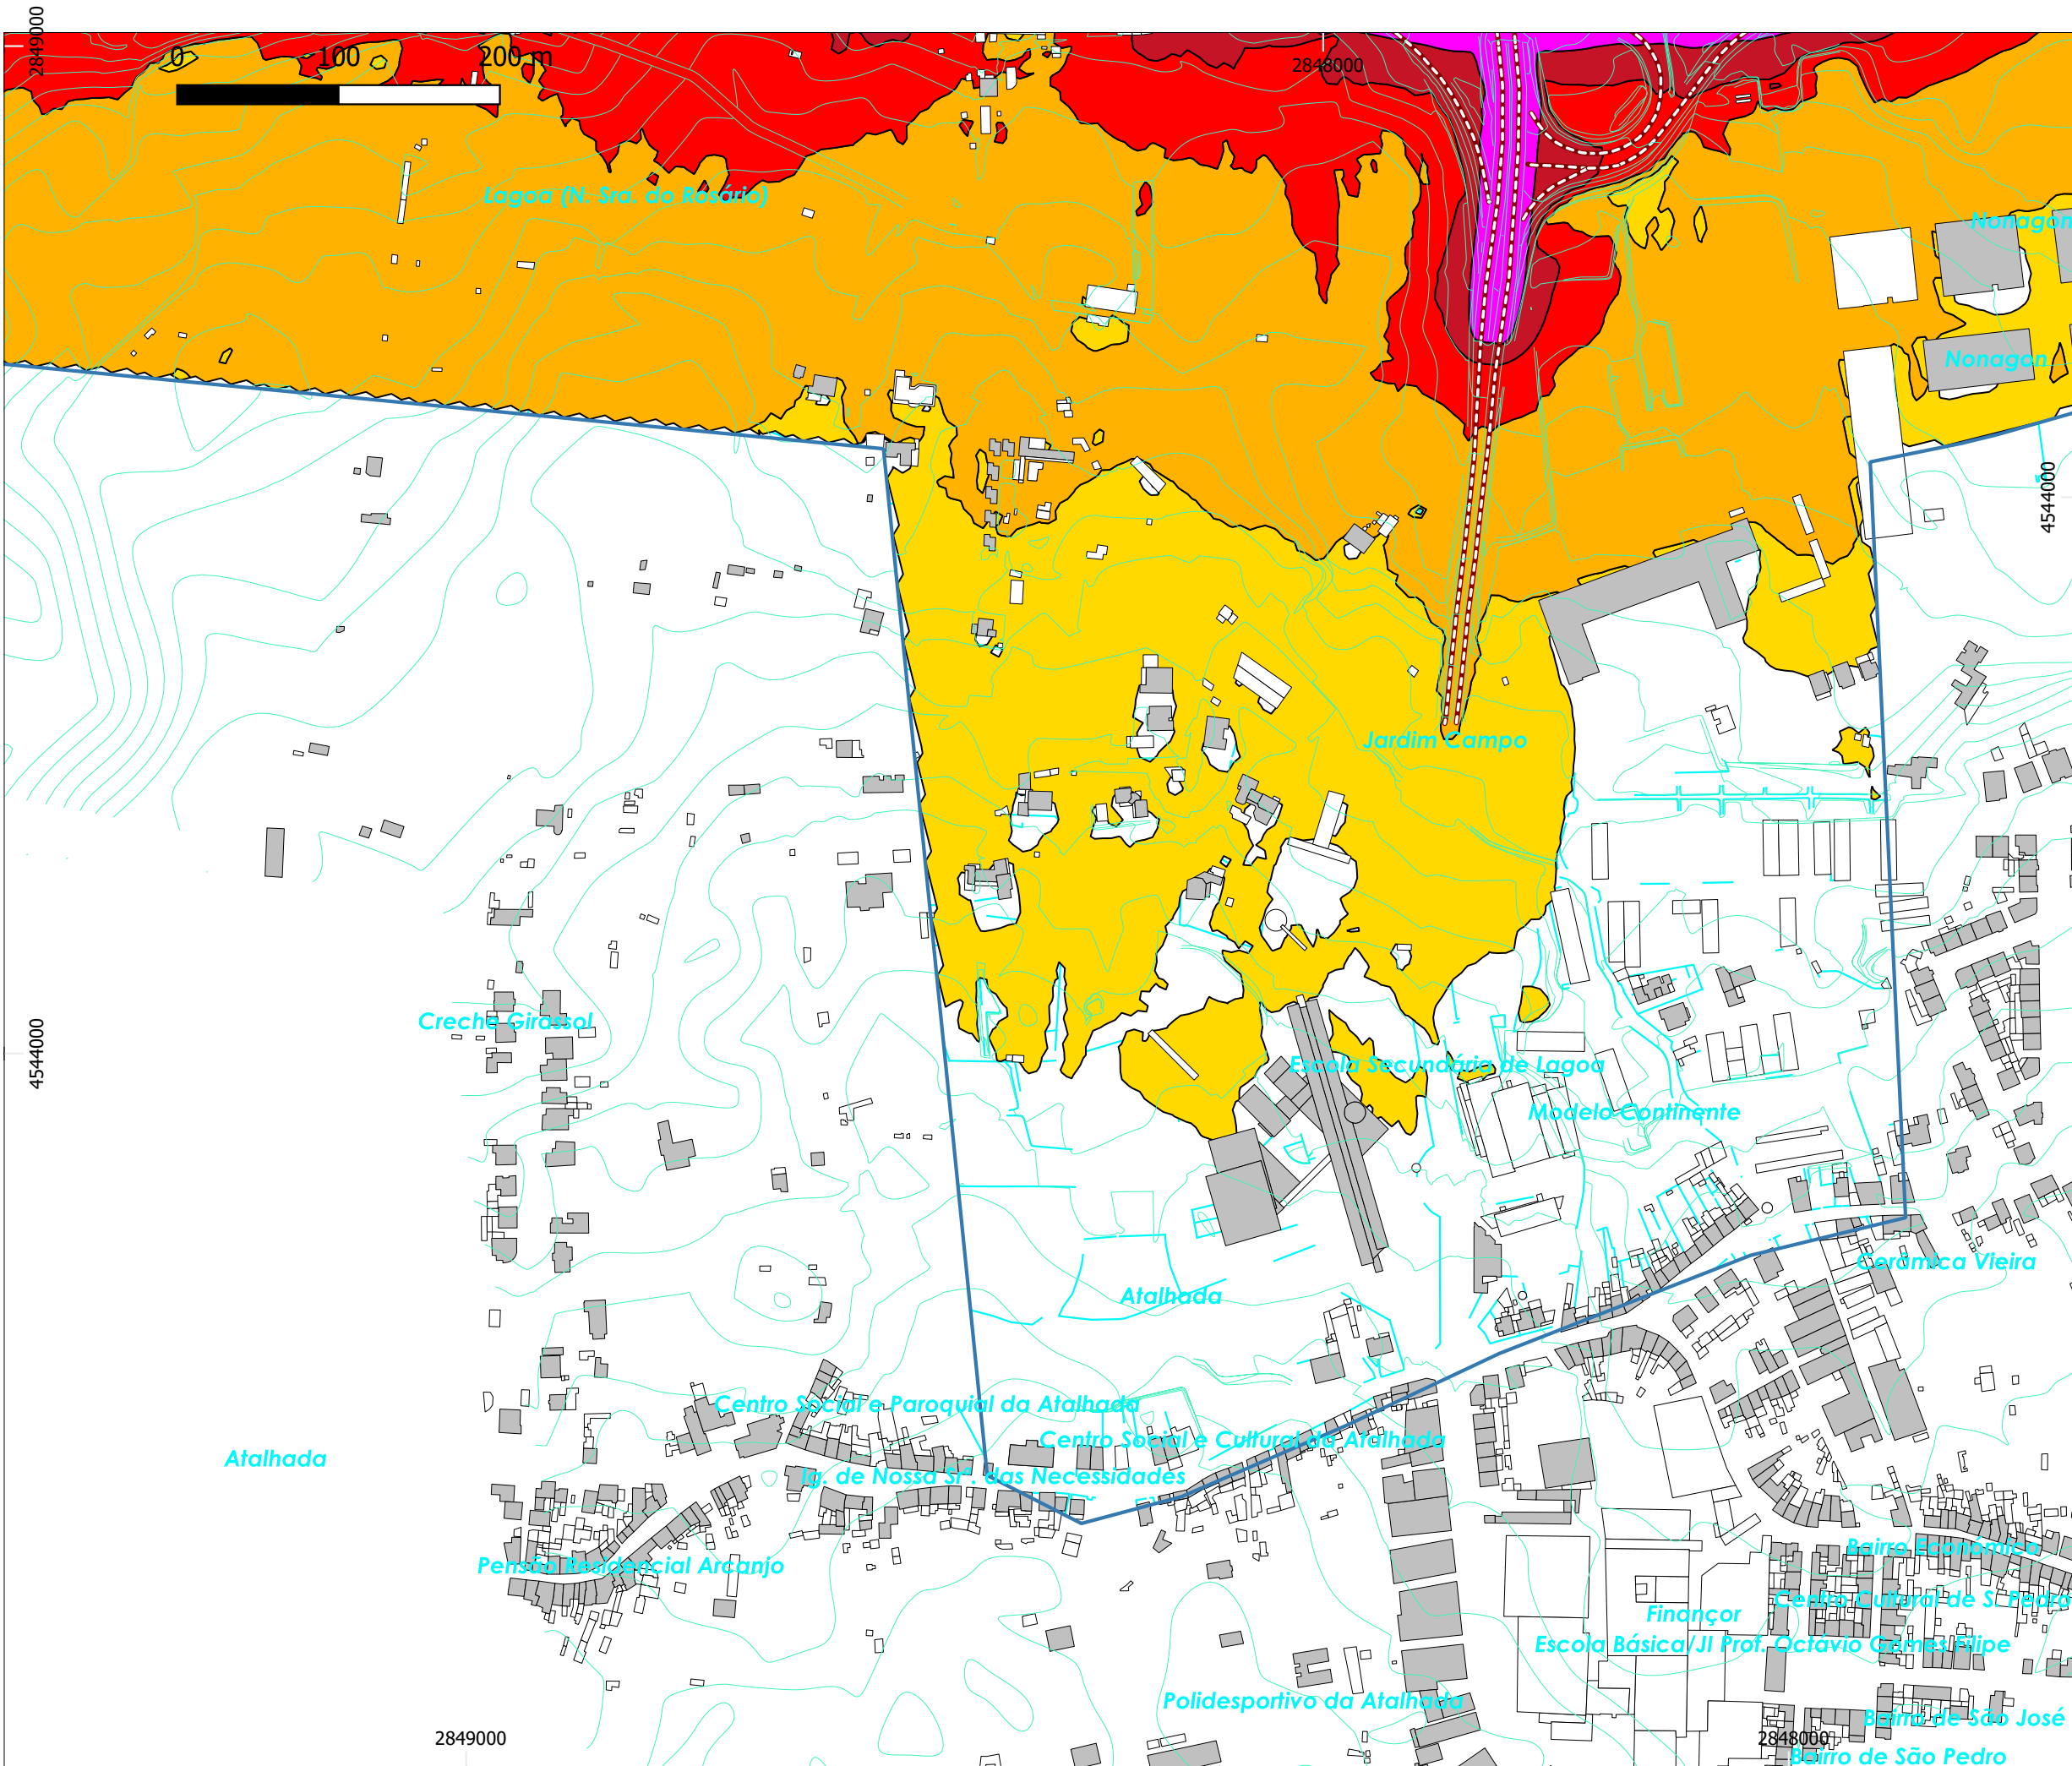 2849000
0 100 200 m
2848000
Lagoa (N. Sra. do Rosário)
Nonagon
Nonagon
4544000
Jardim Campo
Creche Girassol
4544000
Escola Secundária de Lagoa
Modelo Continente
Cerâmica Vieira
Atalhada
Centro Social e Paroquial da Atalhada
Centro Social e Cultural da Atalhada
Atalhada
Ig. de Nossa Srª. das Necessidades
Bairro Económico
Pensão Residencial Arcanjo
Centro Cultural de S. Pedro
Finançor
Escola Básica/JI Prof. Octávio Gomes Filipe
Polidesportivo da Atalhada
Bairro de São José
2849000
2848000
Bairro de São Pedro